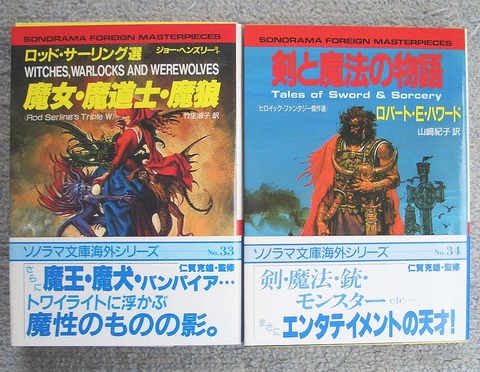 SONORAMA FOREIGN MASTERPIECES
ロッド・サーリング選
ジョー・ヘンズリー
WITCHES, WARLOCKS AND WEREWOLVES
魔女・魔道士・魔狼
(Rod Serling's Triple W)
竹生淑子 訳
ソノラマ文庫海外シリーズ
No.33
仁賀克雄・監修
さらに魔王・魔犬・バンパイア…
トワイライトに浮かぶ
魔性のものの影。
SONORAMA FOREIGN MASTERPIECES
剣と魔法の物語
Tales of Sword & Sorcery
(ヒロイック・ファンタジー傑作選)
ロバート・E・ハワード
山﨑紀子 訳
ソノラマ文庫海外シリーズ
No.34
仁賀克雄・監修
剣・魔法・銃・
モンスターetc…
まさにエンタテイメントの天才!